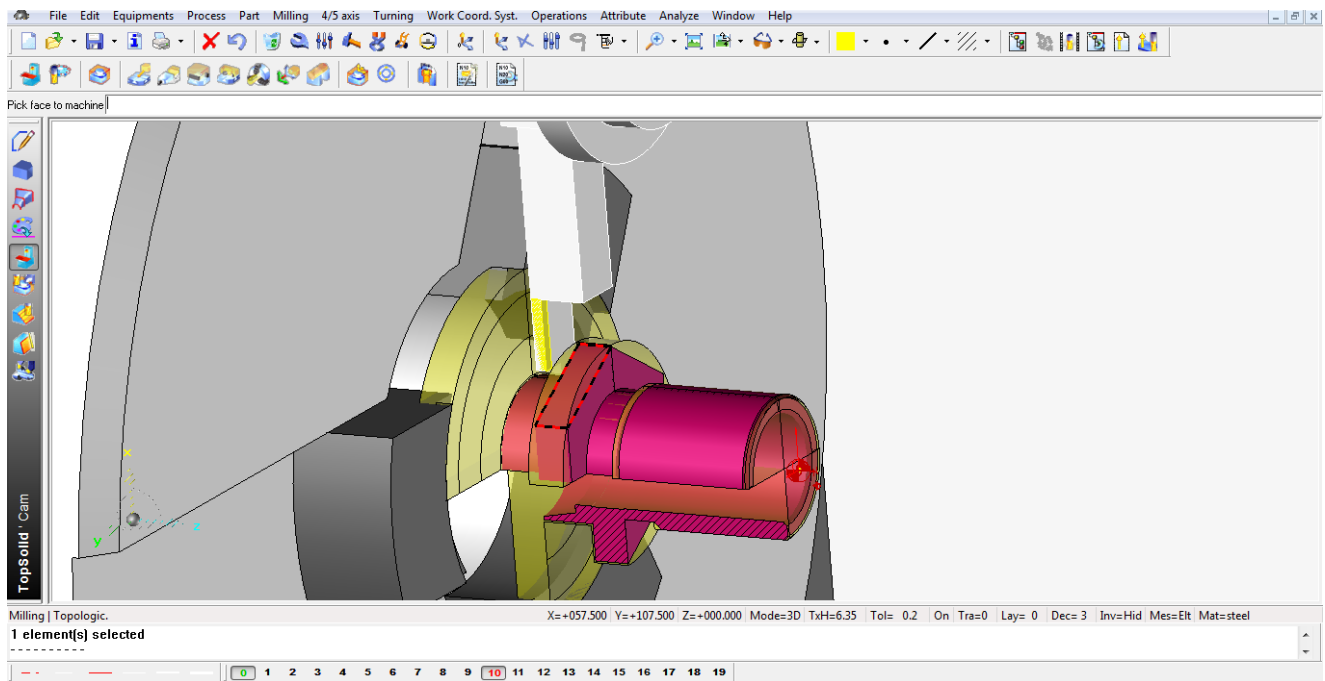 File Edit Equipments Process Part Milling 4/5 axis Turning Work Coord. Syst. Operations Attribute Analyze Window Help
Pick face to machine
x
y
z
TopSolid'Cam
Milling | Topologic. X=+057.500 Y=+107.500 Z=+000.000 Mode=3D TxH=6.35 Tol= 0.2 On Tra=0 Lay= 0 Dec= 3 Inv=Hid Mes=Elt Mat=steel
1 element(s) selected
----------
0 1 2 3 4 5 6 7 8 9 10 11 12 13 14 15 16 17 18 19